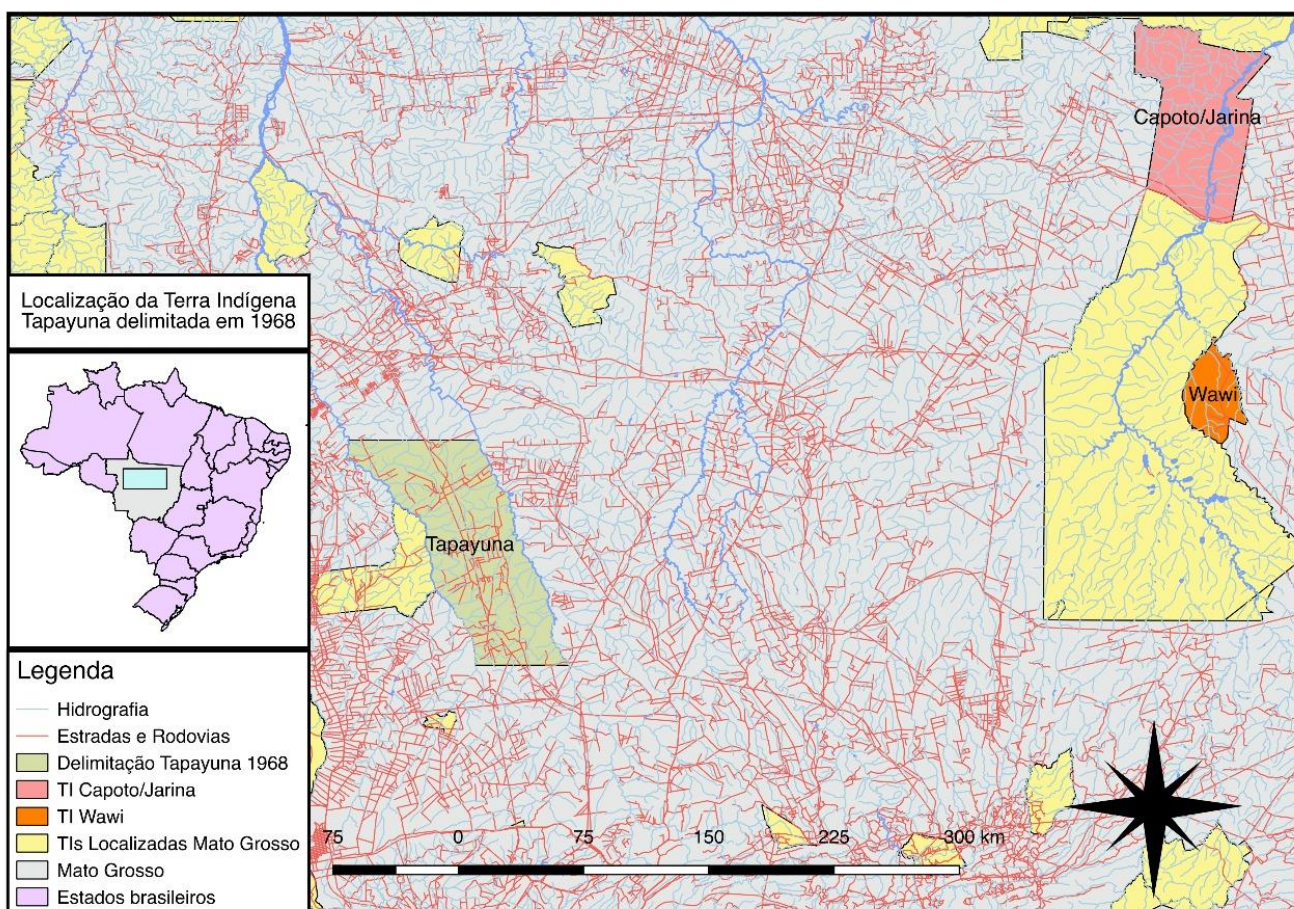 Capoto/Jarina
Localização da Terra Indígena
Tapayuna delimitada em 1968
Wawi
Tapayuna
Legenda
Hidrografia
Estradas e Rodovias
Delimitação Tapayuna 1968
TI Capoto/Jarina
TI Wawi
TIs Localizadas Mato Grosso
Mato Grosso
Estados brasileiros
75 0 75 150 225 300 km